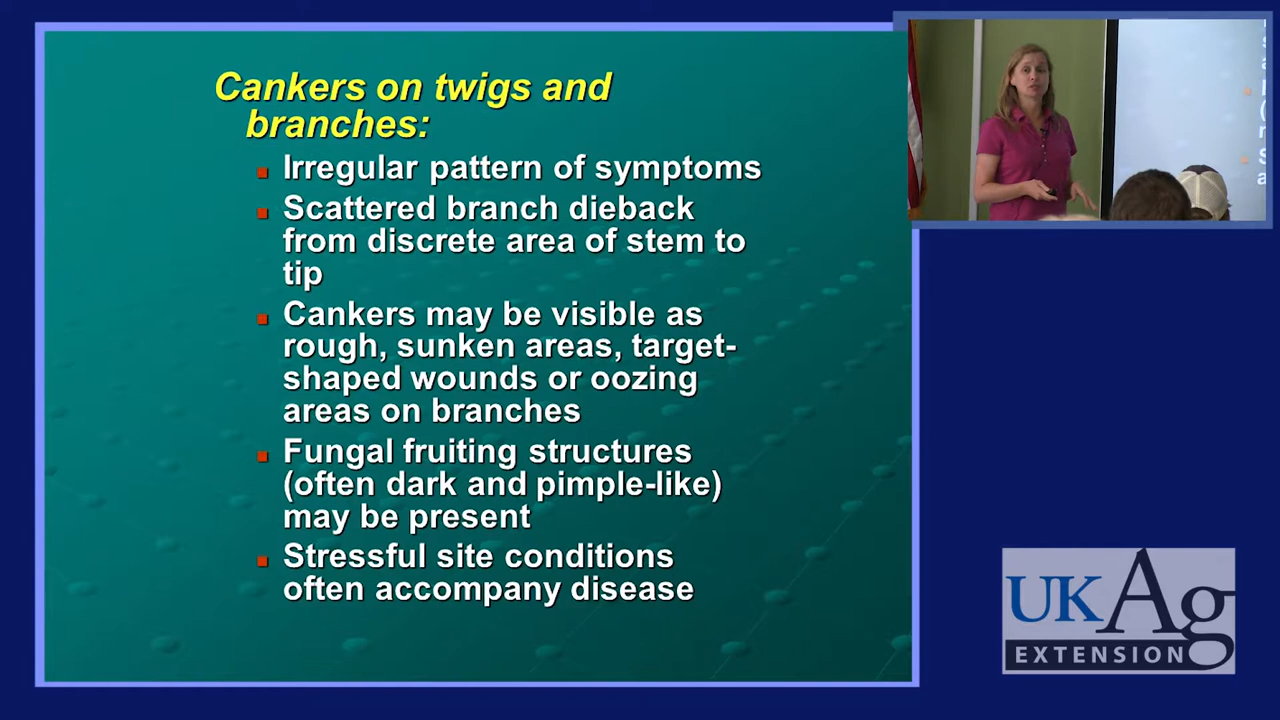 Cankers on twigs and
branches:
Irregular pattern of symptoms
Scattered branch dieback
from discrete area of stem to
tip
Cankers may be visible as
rough, sunken areas, target-
shaped wounds or oozing
areas on branches
Fungal fruiting structures
(often dark and pimple-like)
may be present
Stressful site conditions
often accompany disease
UKAg
EXTENSION